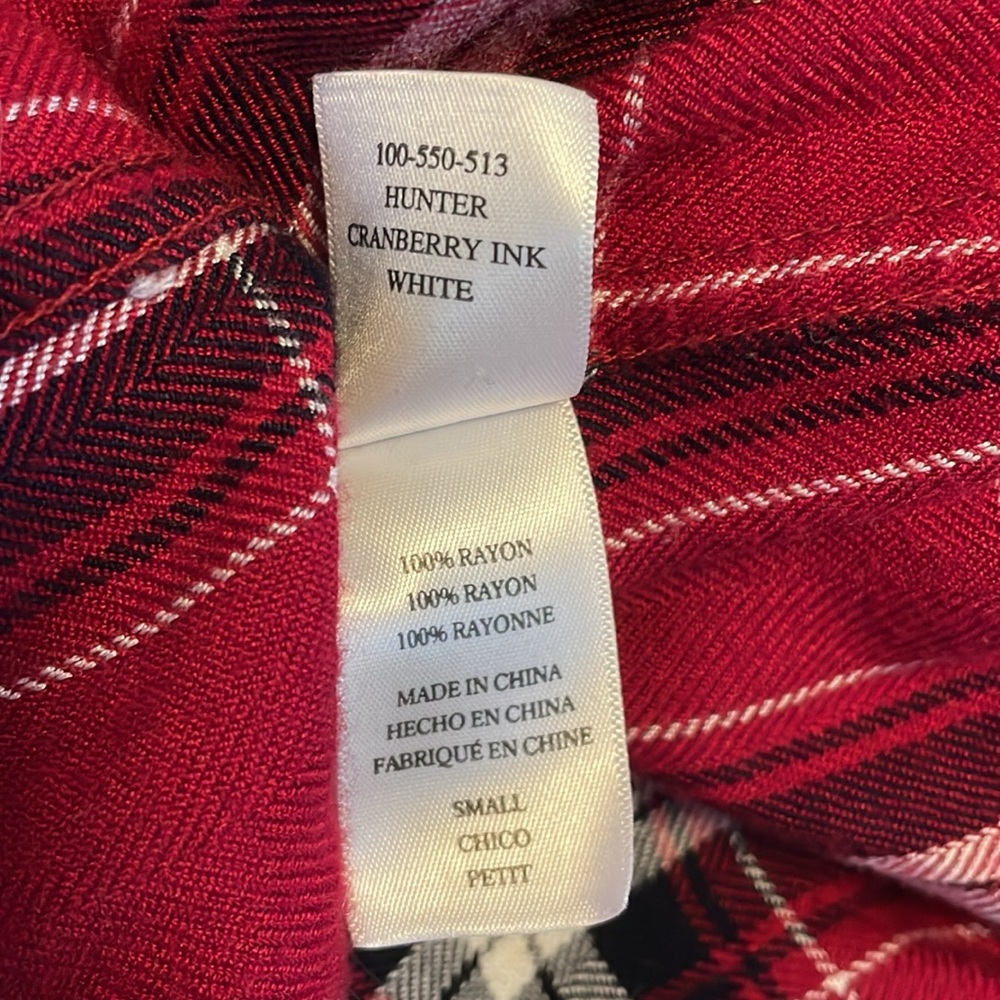 100-550-513
HUNTER
CRANBERRY INK
WHITE
100% RAYON
100% RAYON
100% RAYONNE
MADE IN CHINA
HECHO EN CHINA
FABRIQUÉ EN CHINE
SMALL
CHICO
PETIT